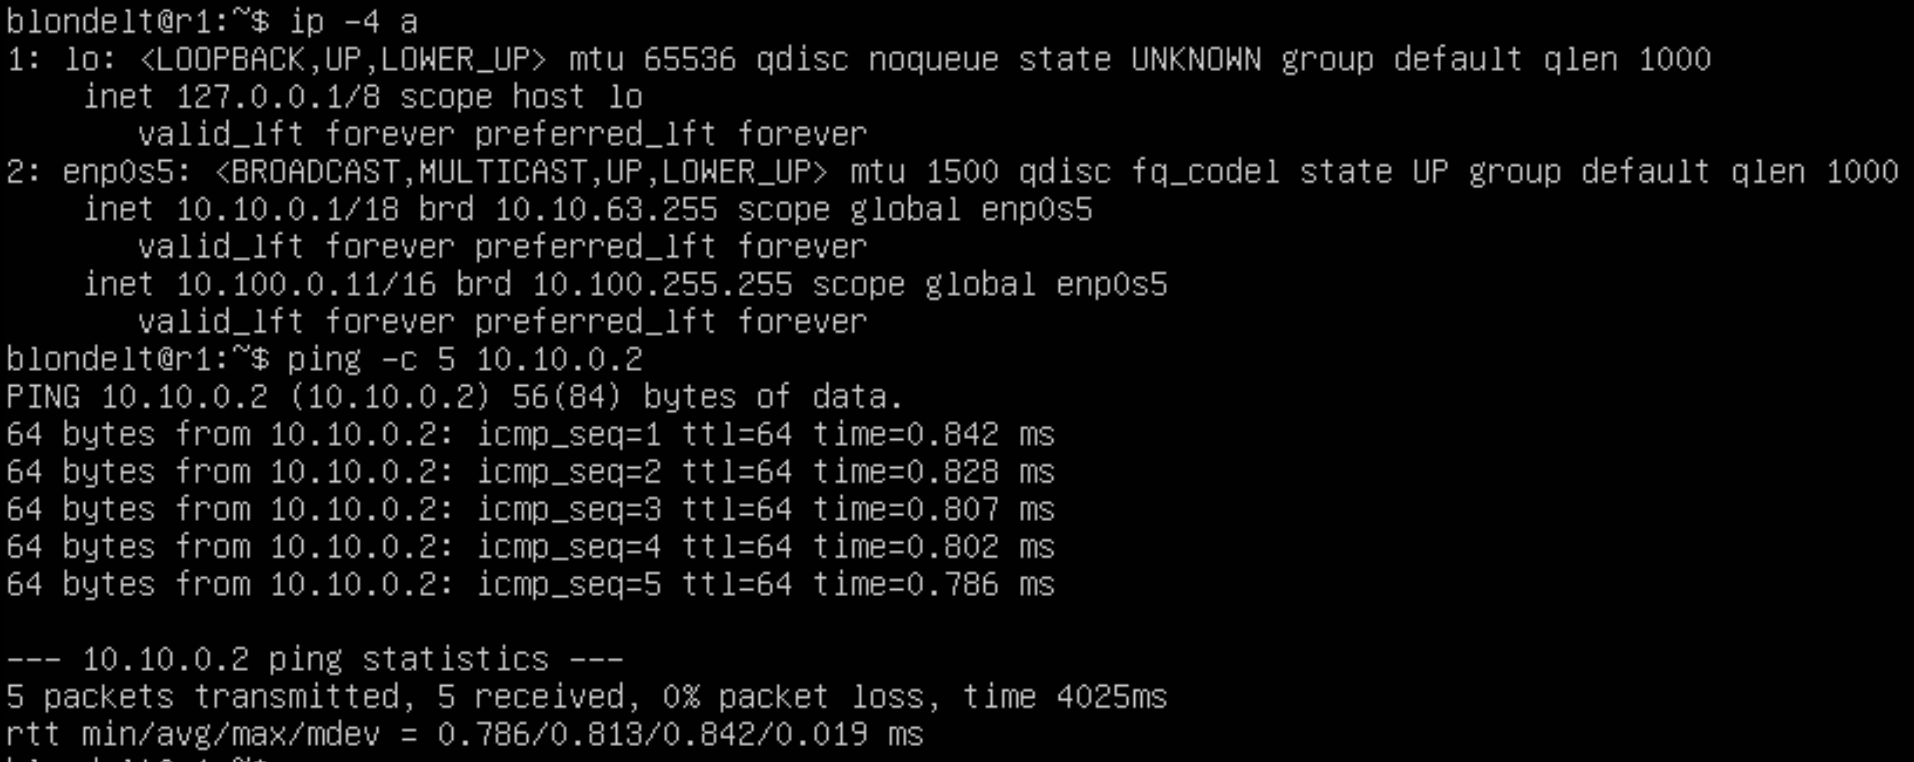 blondelt@r1:~$ ip -4 a
1: lo: <LOOPBACK,UP,LOWER_UP> mtu 65536 qdisc noqueue state UNKNOWN group default qlen 1000
    inet 127.0.0.1/8 scope host lo
       valid_lft forever preferred_lft forever
2: enp0s5: <BROADCAST,MULTICAST,UP,LOWER_UP> mtu 1500 qdisc fq_codel state UP group default qlen 1000
    inet 10.10.0.1/18 brd 10.10.63.255 scope global enp0s5
       valid_lft forever preferred_lft forever
    inet 10.100.0.11/16 brd 10.100.255.255 scope global enp0s5
       valid_lft forever preferred_lft forever
blondelt@r1:~$ ping -c 5 10.10.0.2
PING 10.10.0.2 (10.10.0.2) 56(84) bytes of data.
64 bytes from 10.10.0.2: icmp_seq=1 ttl=64 time=0.842 ms
64 bytes from 10.10.0.2: icmp_seq=2 ttl=64 time=0.828 ms
64 bytes from 10.10.0.2: icmp_seq=3 ttl=64 time=0.807 ms
64 bytes from 10.10.0.2: icmp_seq=4 ttl=64 time=0.802 ms
64 bytes from 10.10.0.2: icmp_seq=5 ttl=64 time=0.786 ms

--- 10.10.0.2 ping statistics ---
5 packets transmitted, 5 received, 0% packet loss, time 4025ms
rtt min/avg/max/mdev = 0.786/0.813/0.842/0.019 ms